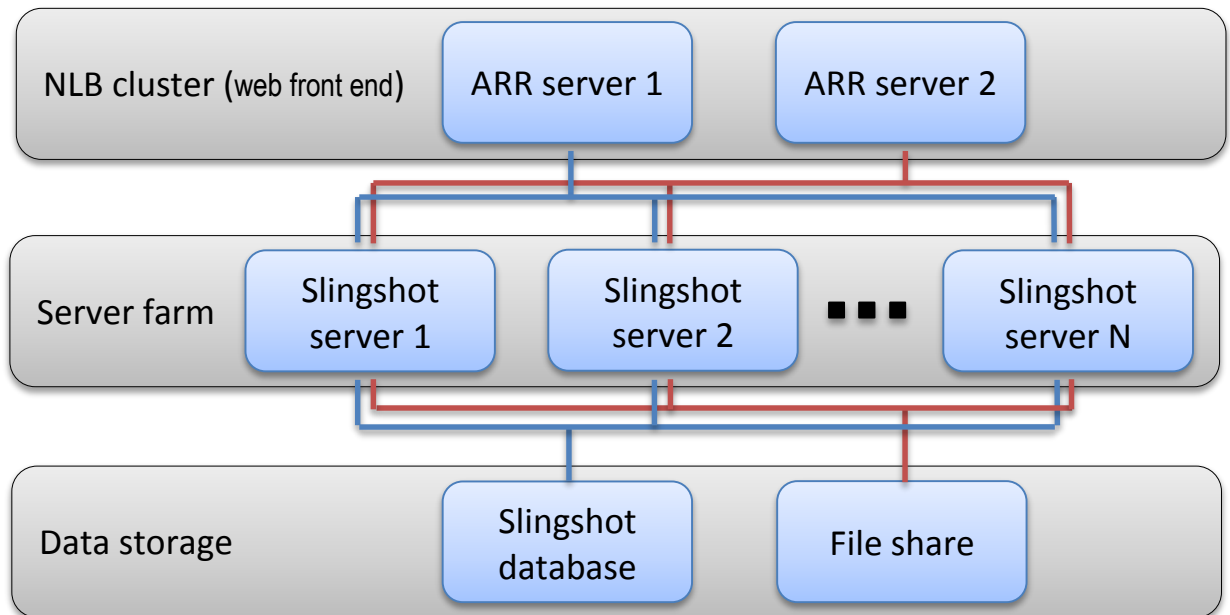 NLB cluster (web front end)
ARR server 1
ARR server 2
Server farm
Slingshot
server 1
Slingshot
server 2
Slingshot
server N
Data storage
Slingshot
database
File share